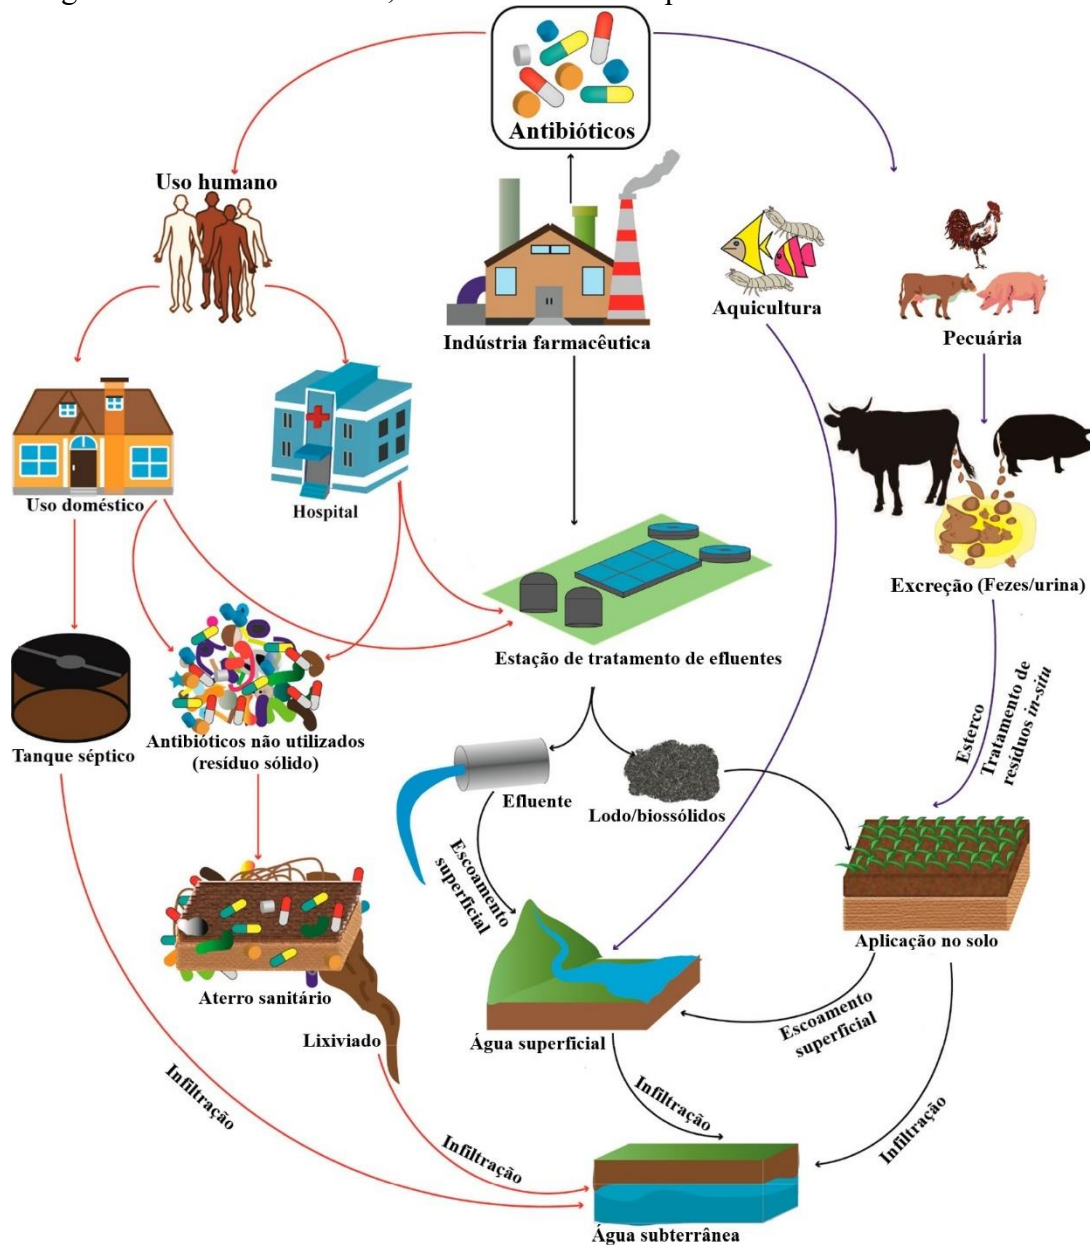 Antibióticos
Uso humano
Indústria farmacêutica
Aquicultura
Pecuária
Uso doméstico
Hospital
Excreção (Fezes/urina)
Estação de tratamento de efluentes
Tanque séptico
Antibióticos não utilizados
(resíduo sólido)
Esterco
Tratamento de
resíduos in-situ
Efluente
Lodo/biossólidos
Escoamento
superficial
Aplicação no solo
Aterro sanitário
Lixiviado
Água superficial
Escoamento
superficial
Infiltração
Infiltração
Infiltração
Infiltração
Água subterrânea